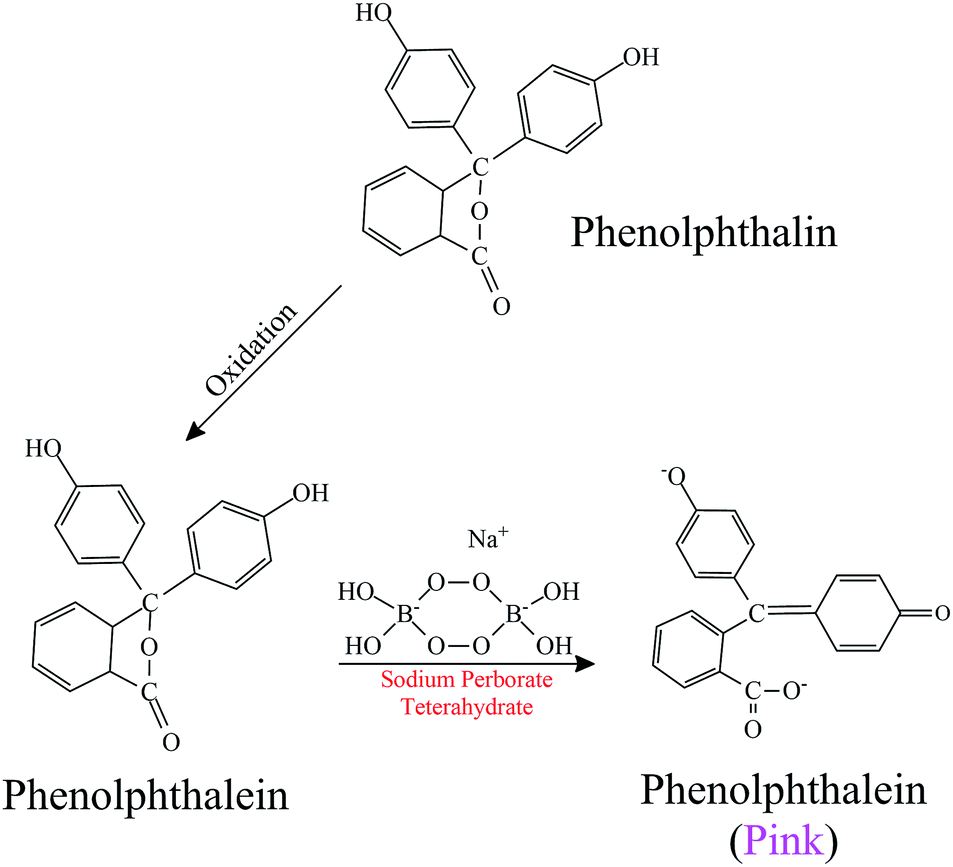 HO
OH
C
O
C
O
Phenolphthalin
Oxidation
HO
OH
C
O
C
O
Phenolphthalein
Na⁺
HO O—O OH
B⁻ B⁻
HO O—O OH
Sodium Perborate
Teterahydrate
⁻O
C
O
C—O⁻
O
Phenolphthalein
(Pink)